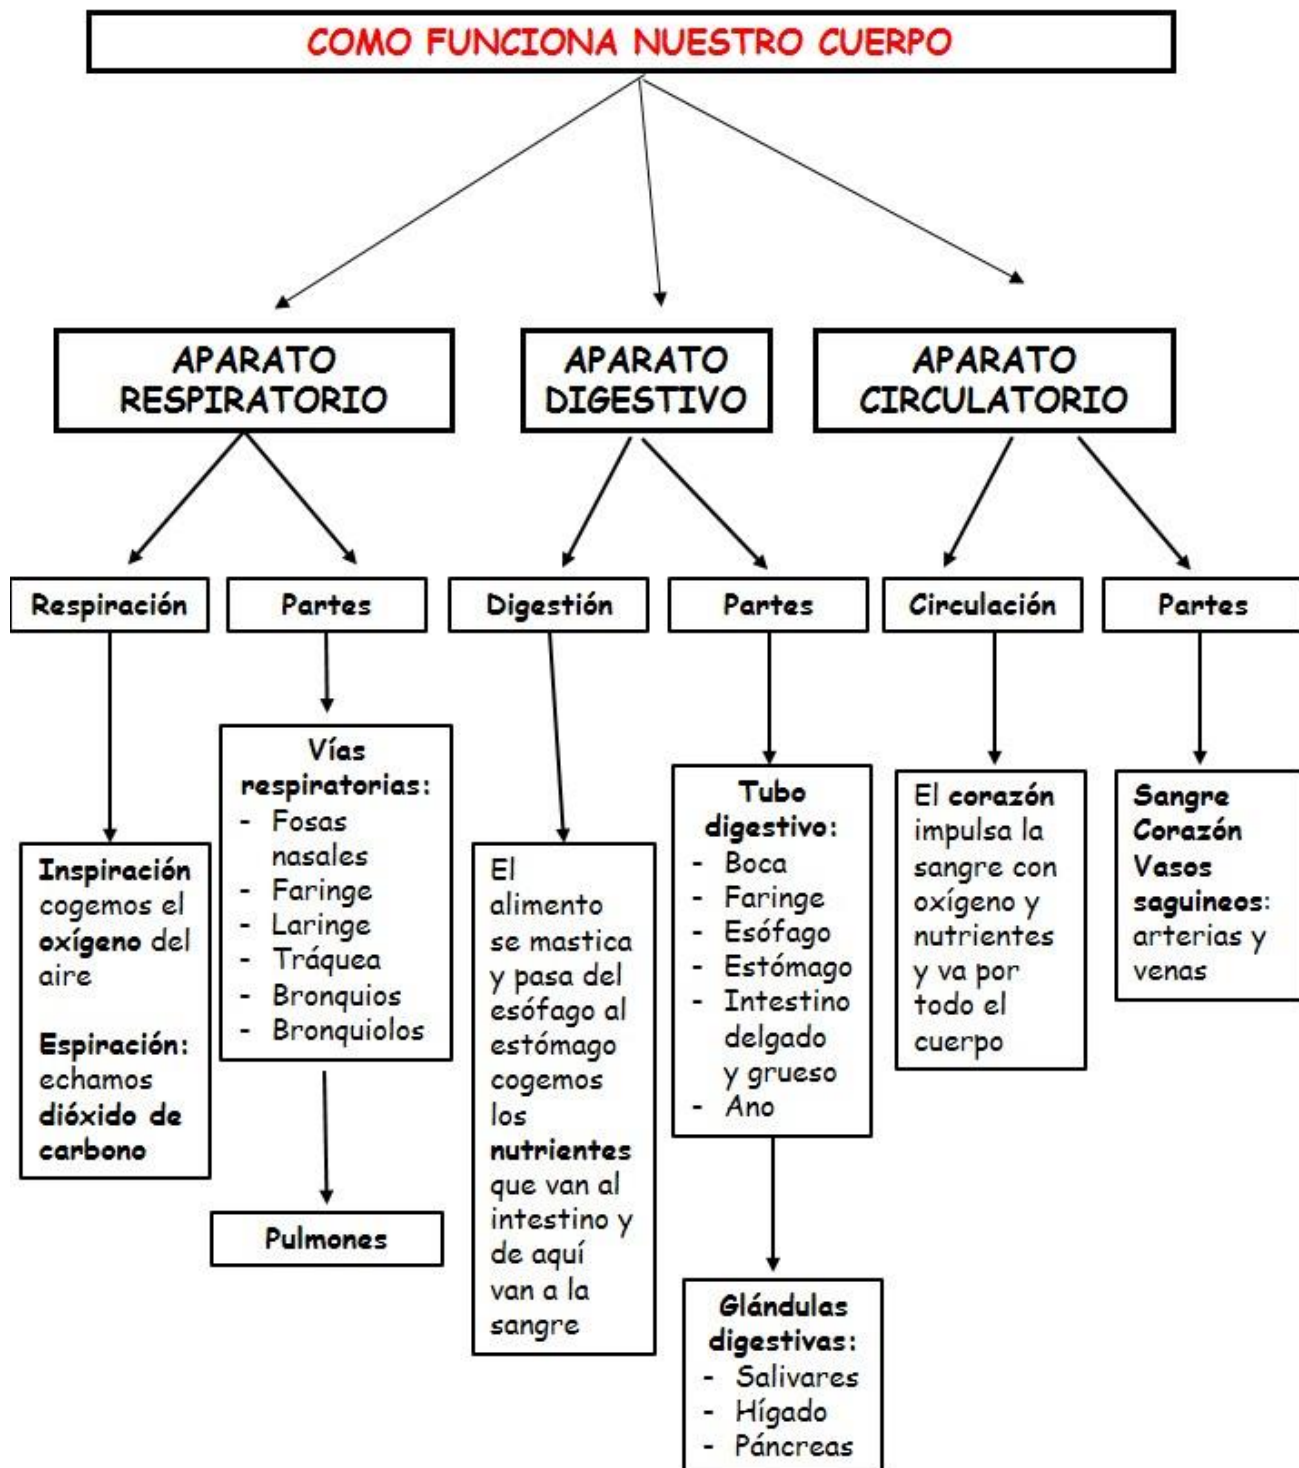 COMO FUNCIONA NUESTRO CUERPO
APARATO
RESPIRATORIO
APARATO
DIGESTIVO
APARATO
CIRCULATORIO
Respiración
Partes
Digestión
Partes
Circulación
Partes
Inspiración
cogemos el
oxígeno del
aire
Espiración:
echamos
dióxido de
carbono
Vías
respiratorias:
- Fosas
nasales
- Faringe
- Laringe
- Tráquea
- Bronquios
- Bronquiolos
Pulmones
El
alimento
se mastica
y pasa del
esófago al
estómago
cogemos
los
nutrientes
que van al
intestino y
de aquí
van a la
sangre
Tubo
digestivo:
- Boca
- Faringe
- Esófago
- Estómago
- Intestino
delgado
y grueso
- Ano
Glándulas
digestivas:
- Salivares
- Hígado
- Páncreas
El corazón
impulsa la
sangre con
oxígeno y
nutrientes
y va por
todo el
cuerpo
Sangre
Corazón
Vasos
saguineos:
arterias y
venas